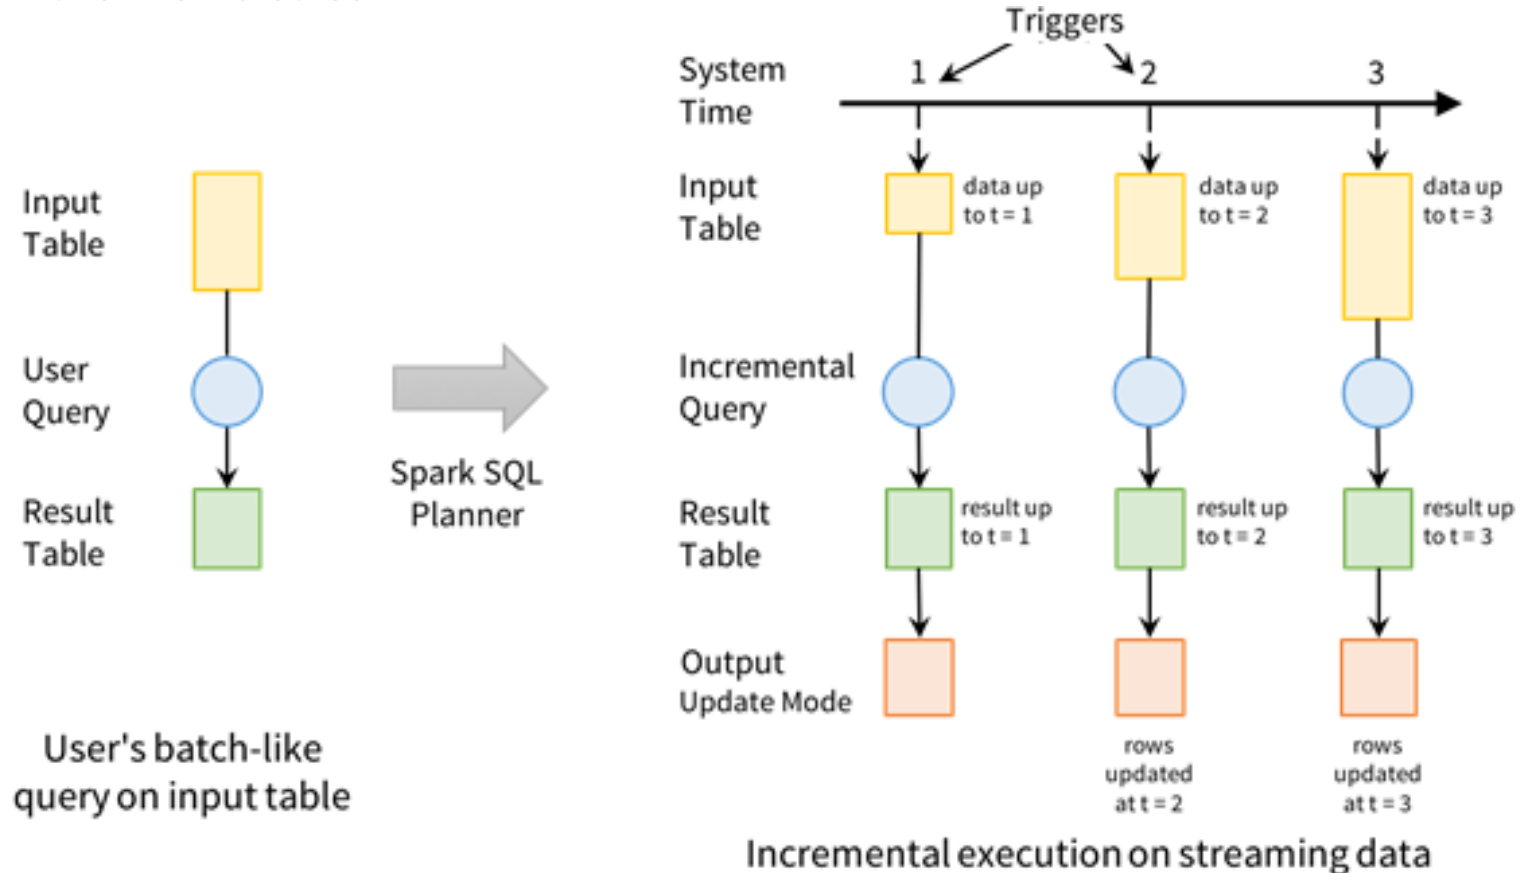 Triggers
System
Time
1
2
3
Input
Table
Input
Table
data up
to t = 1
data up
to t = 2
data up
to t = 3
User
Query
Spark SQL
Planner
Incremental
Query
Result
Table
Result
Table
result up
to t = 1
result up
to t = 2
result up
to t = 3
Output
Update Mode
rows
updated
at t = 2
rows
updated
at t = 3
User's batch-like
query on input table
Incremental execution on streaming data